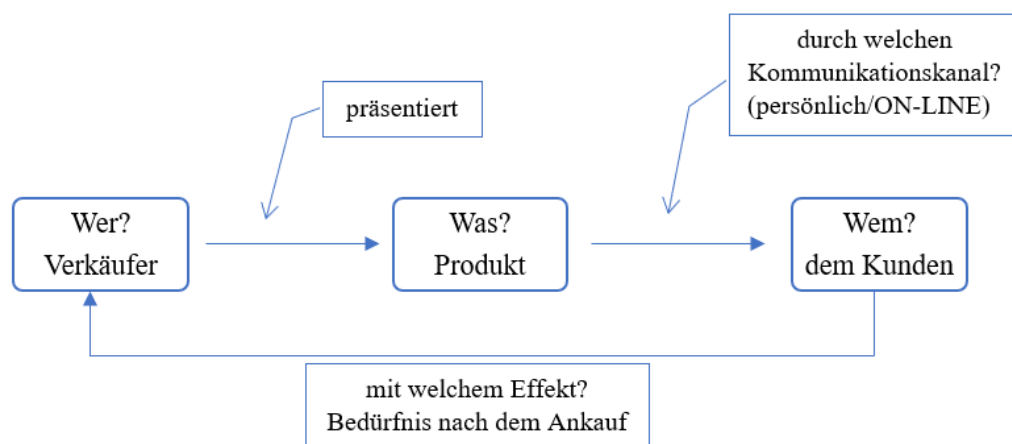 durch welchen
Kommunikationskanal?
(persönlich/ON-LINE)
präsentiert
Wer?
Verkäufer
Was?
Produkt
Wem?
dem Kunden
mit welchem Effekt?
Bedürfnis nach dem Ankauf